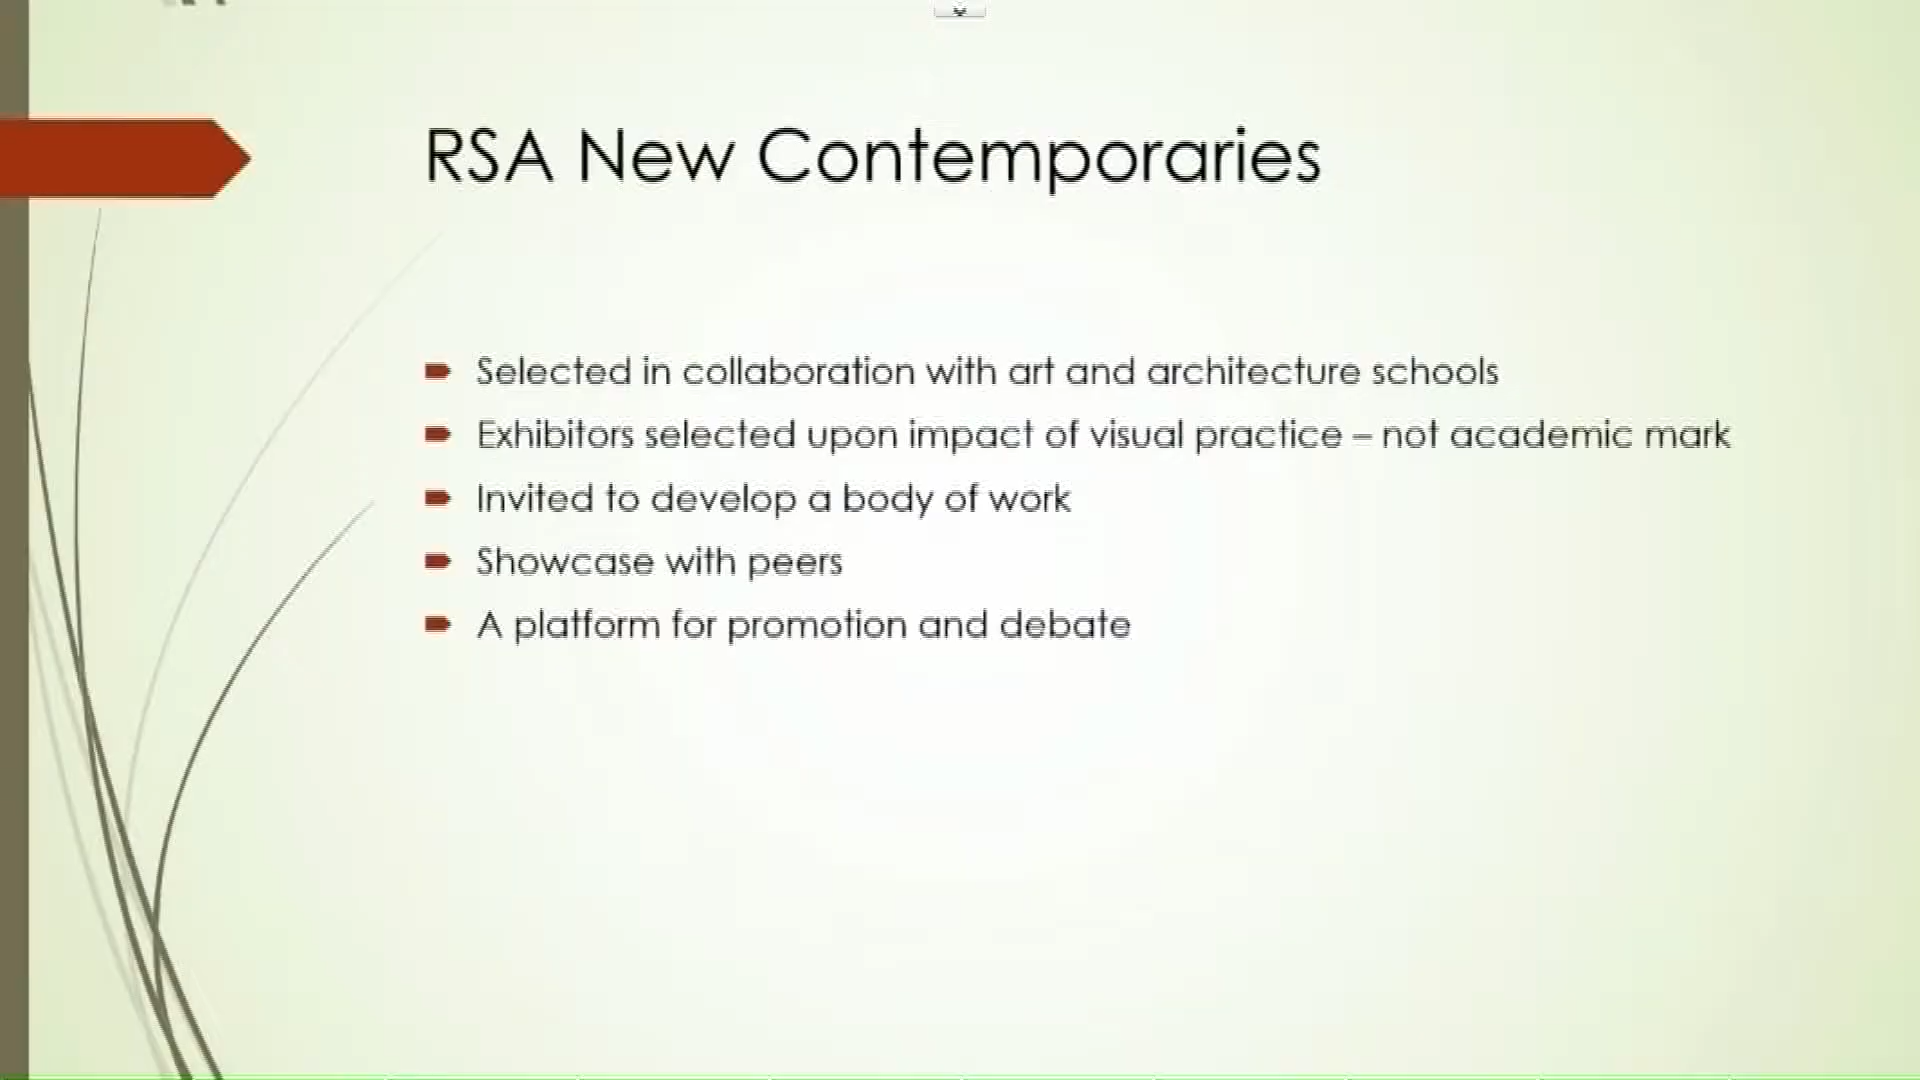 RSA New Contemporaries
Selected in collaboration with art and architecture schools
Exhibitors selected upon impact of visual practice – not academic mark
Invited to develop a body of work
Showcase with peers
A platform for promotion and debate